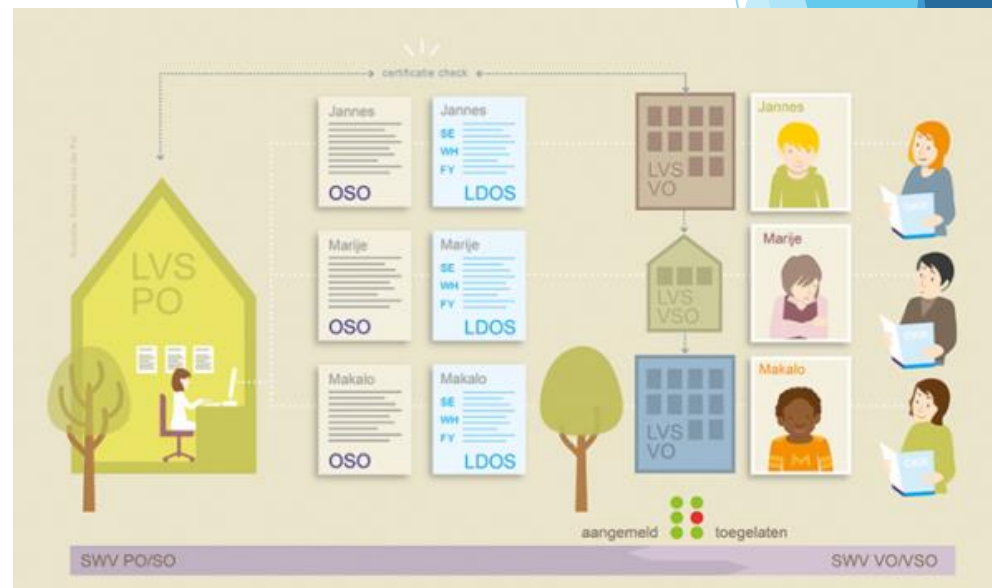 certificatie check
Jannes
OSO
Jannes
SE
WH
FY
LDOS
LVS
VO
Jannes
LVS
PO
Marije
OSO
Marije
SE
WH
FY
LDOS
LVS
VSO
Marije
Makalo
OSO
Makalo
SE
WH
FY
LDOS
LVS
VO
Makalo
M
aangemeld
toegelaten
SWV PO/SO
SWV VO/VSO